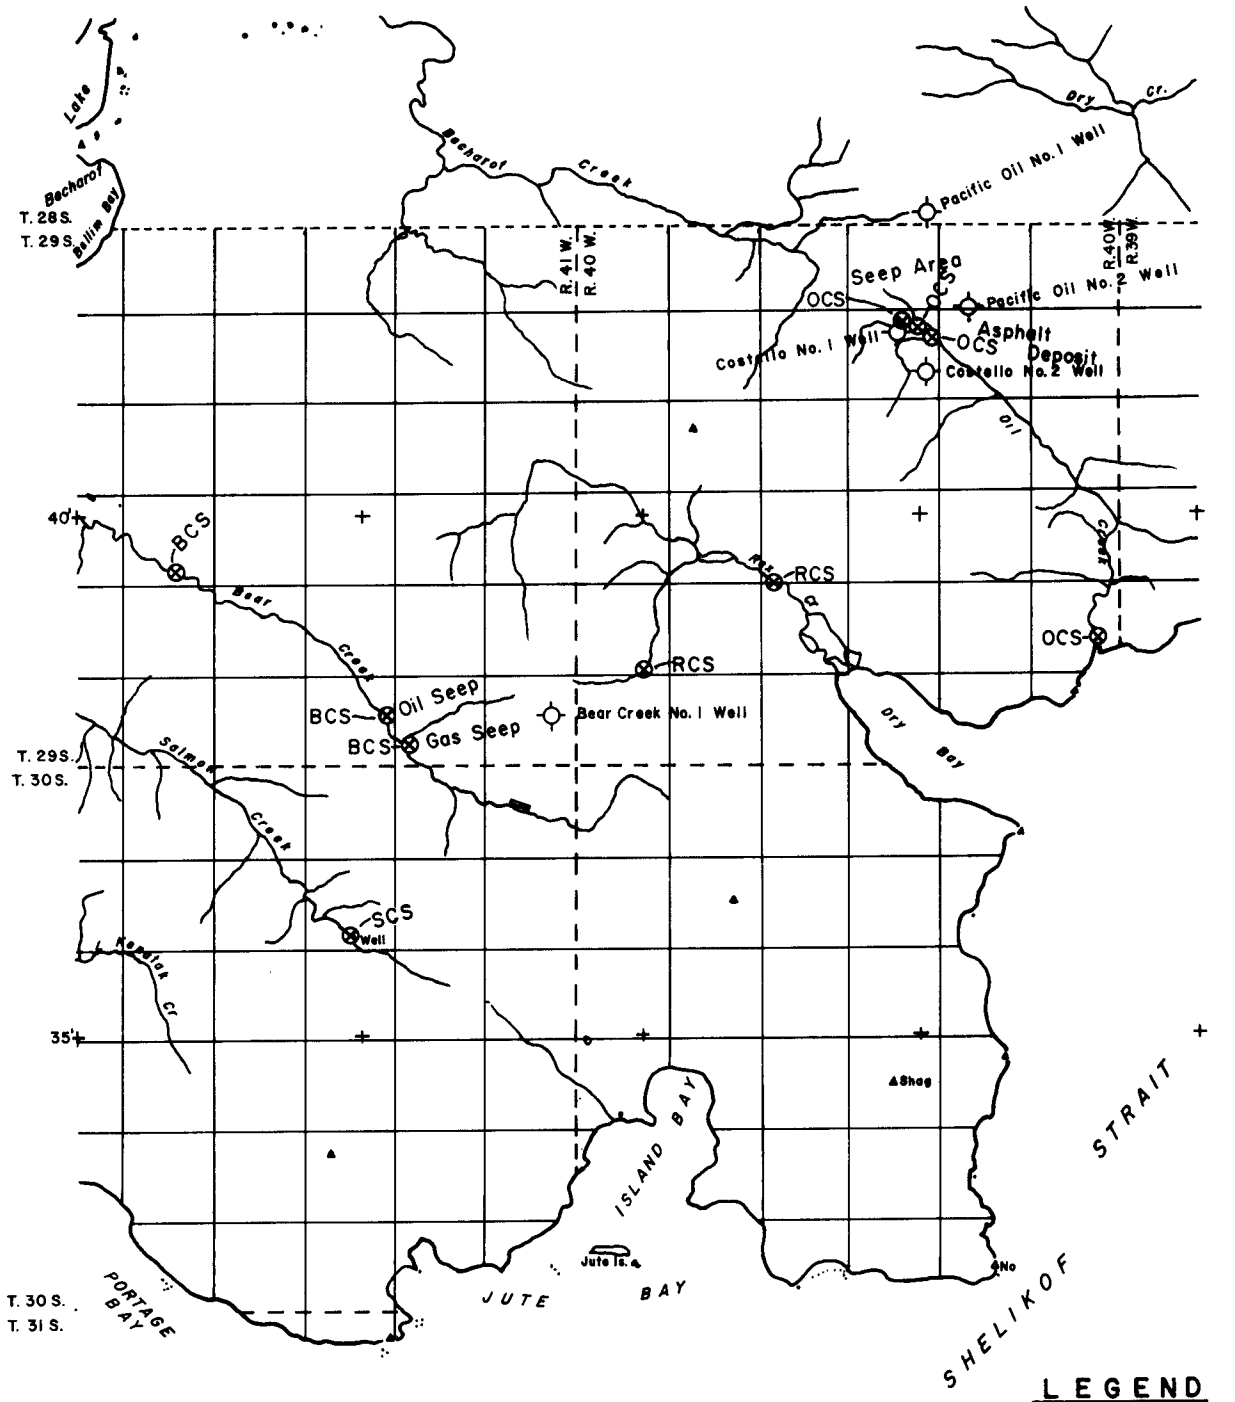 Lake
Becharof
Bellim Bay
T. 28 S.
T. 29 S.
Becharof Creek
Dry Cr.
Pacific Oil No. 1 Well
R. 41 W.
R. 40 W.
R. 40 W.
R. 39 W.
Seep Area
OCS
OCS
Pacific Oil No. 2 Well
Costello No. 1 Well
OCS
Asphalt
Deposit
Costello No. 2 Well
Oil Creek
40'
BCS
Bear Creek
Rex Cr
RCS
OCS
RCS
BCS
Oil Seep
BCS
Gas Seep
Bear Creek No. 1 Well
Dry Bay
T. 29 S.
T. 30 S.
Salmon Creek
SCS
Well
L. Kanatak Cr
35'
Shag
ISLAND BAY
STRAIT
Jute Is.
No
PORTAGE
BAY
JUTE BAY
SHELIKOF
T. 30 S.
T. 31 S.
LEGEND